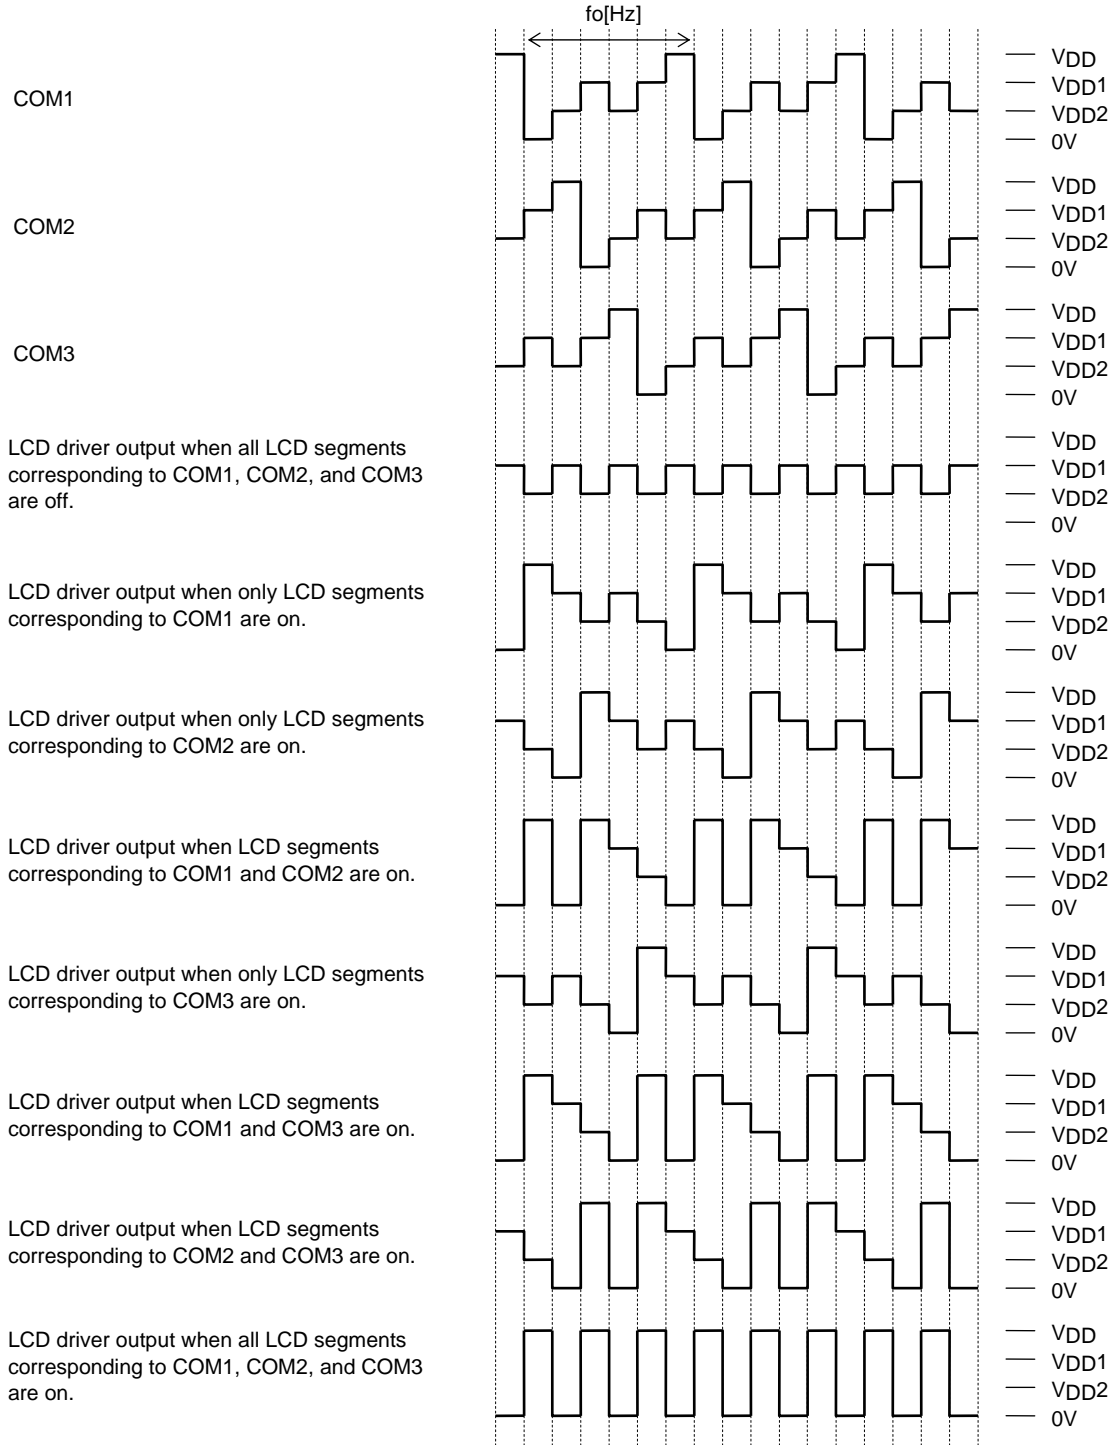 fo[Hz]
COM1
VDD
VDD1
VDD2
0V
COM2
VDD
VDD1
VDD2
0V
COM3
VDD
VDD1
VDD2
0V
LCD driver output when all LCD segments
corresponding to COM1, COM2, and COM3
are off.
VDD
VDD1
VDD2
0V
LCD driver output when only LCD segments
corresponding to COM1 are on.
VDD
VDD1
VDD2
0V
LCD driver output when only LCD segments
corresponding to COM2 are on.
VDD
VDD1
VDD2
0V
LCD driver output when LCD segments
corresponding to COM1 and COM2 are on.
VDD
VDD1
VDD2
0V
LCD driver output when only LCD segments
corresponding to COM3 are on.
VDD
VDD1
VDD2
0V
LCD driver output when LCD segments
corresponding to COM1 and COM3 are on.
VDD
VDD1
VDD2
0V
LCD driver output when LCD segments
corresponding to COM2 and COM3 are on.
VDD
VDD1
VDD2
0V
LCD driver output when all LCD segments
corresponding to COM1, COM2, and COM3
are on.
VDD
VDD1
VDD2
0V